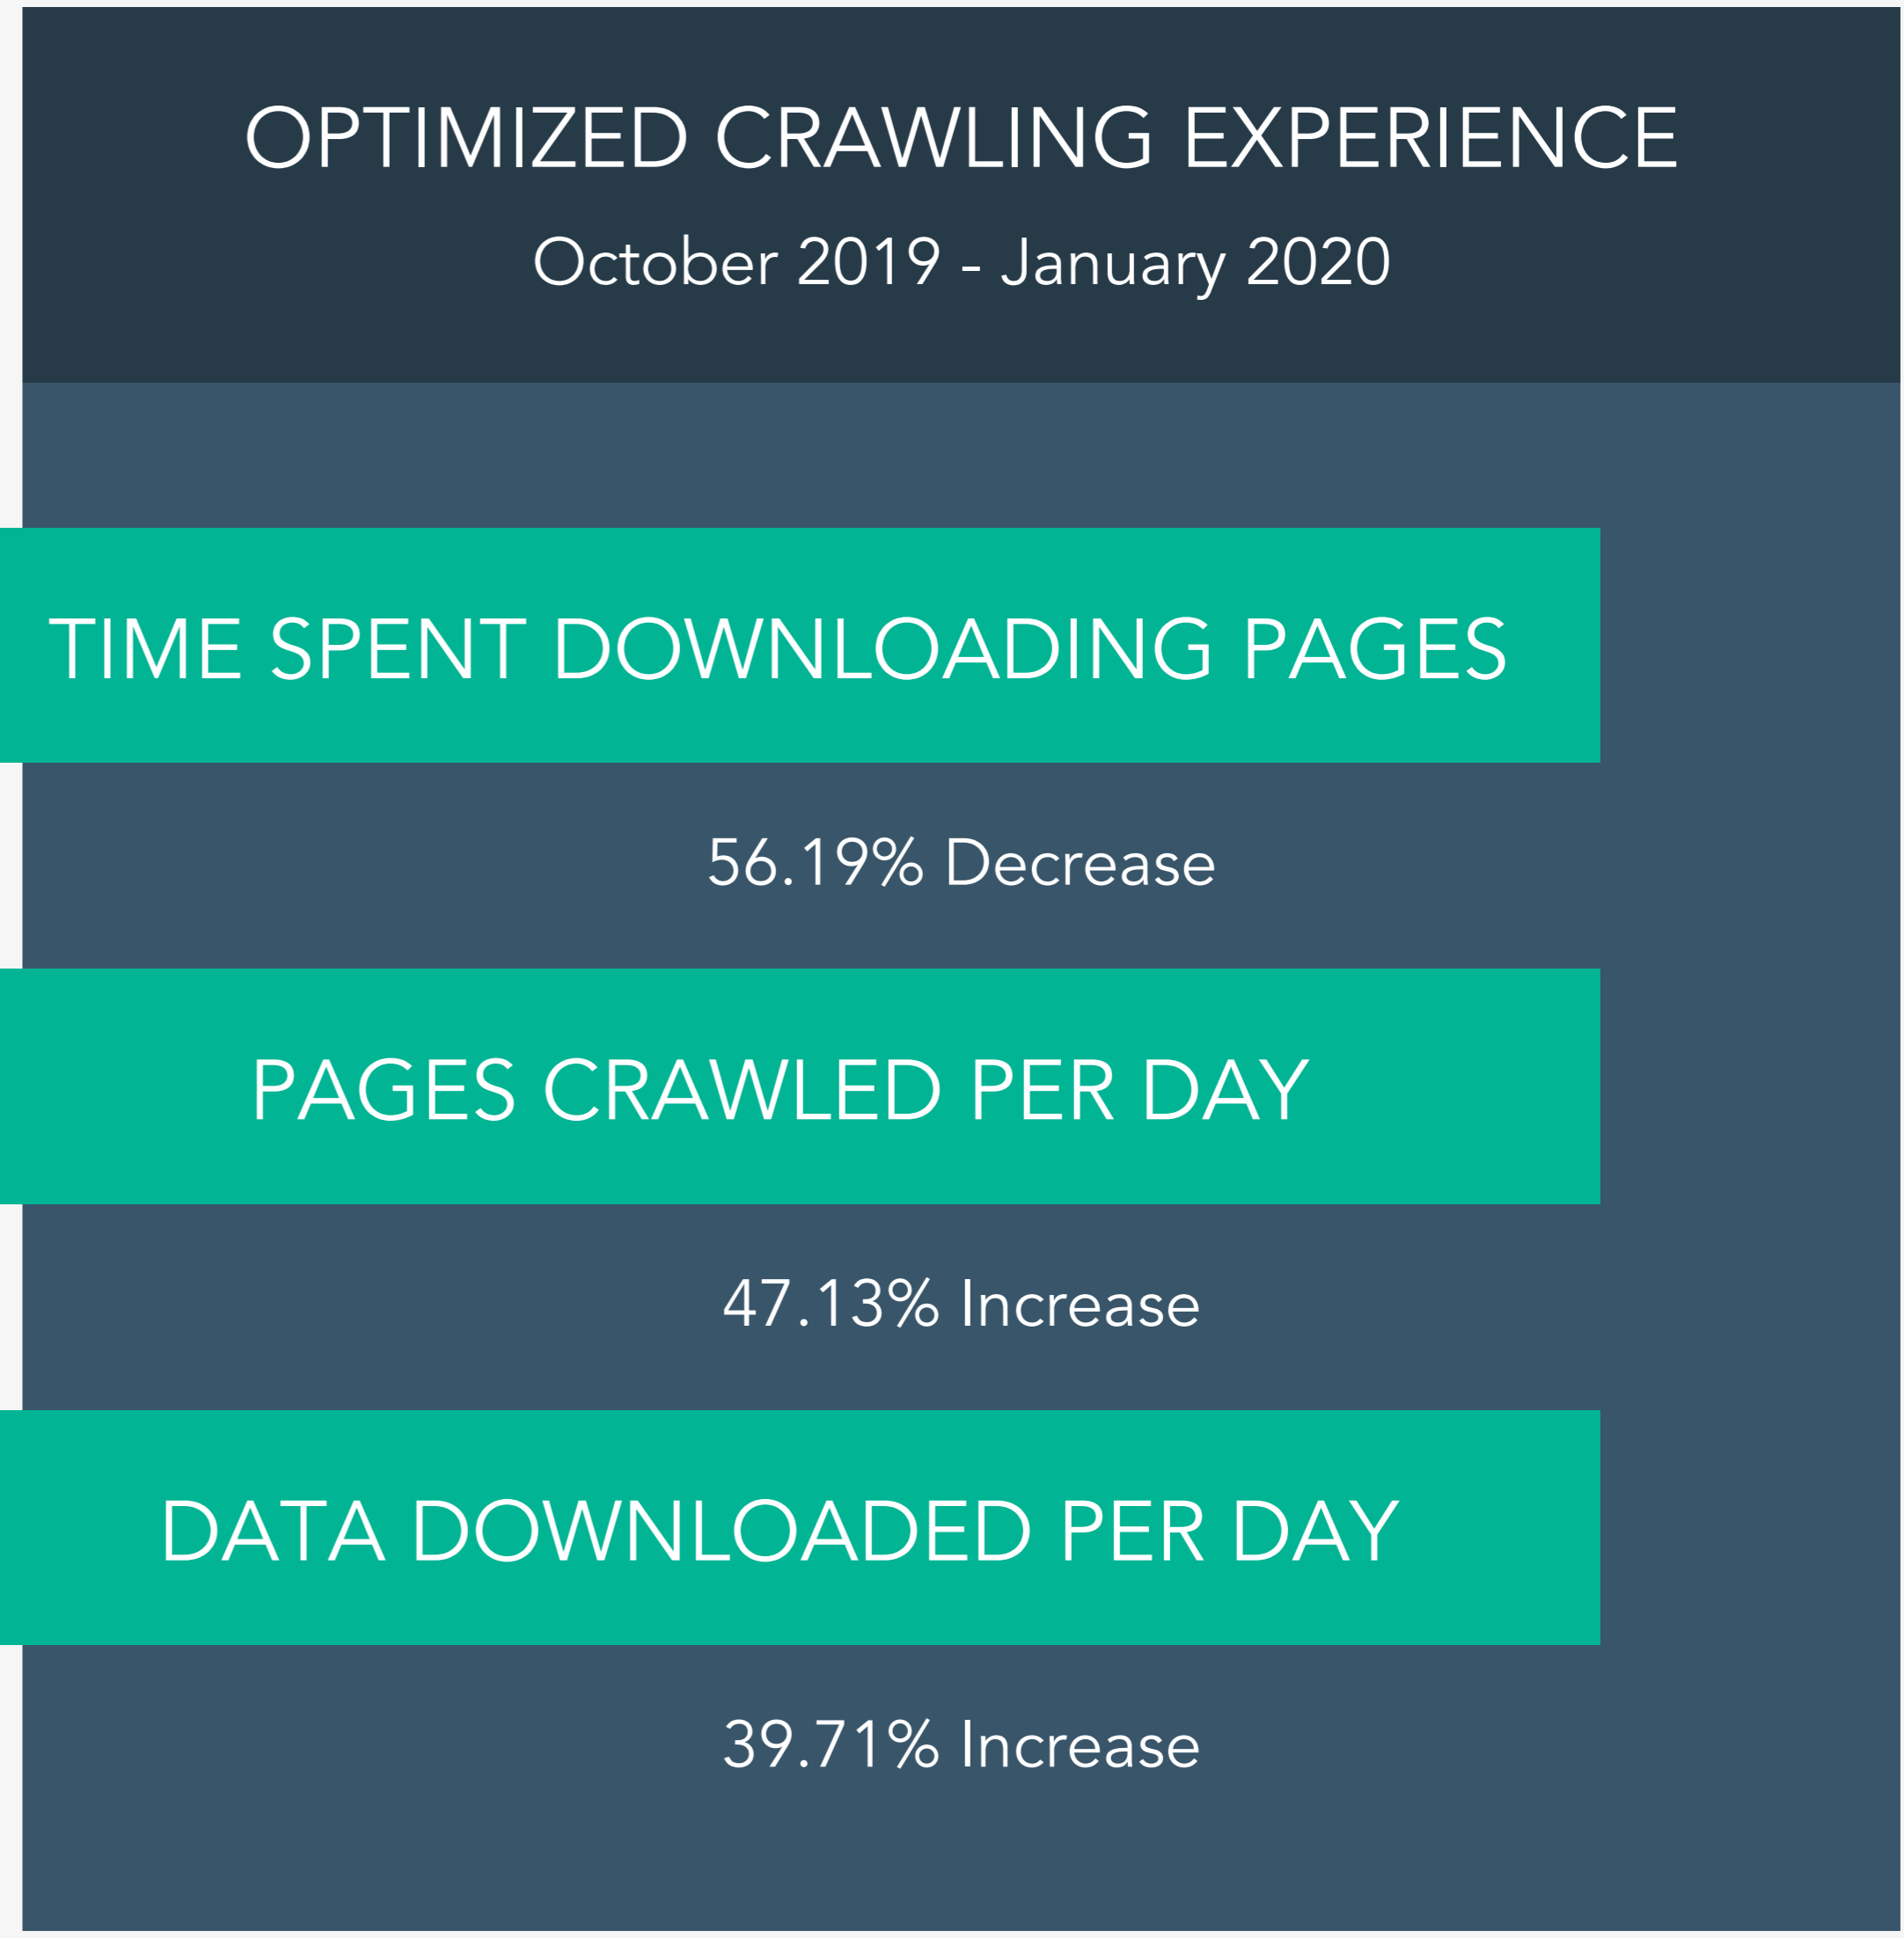 OPTIMIZED CRAWLING EXPERIENCE
October 2019 - January 2020
TIME SPENT DOWNLOADING PAGES
56.19% Decrease
PAGES CRAWLED PER DAY
47.13% Increase
DATA DOWNLOADED PER DAY
39.71% Increase